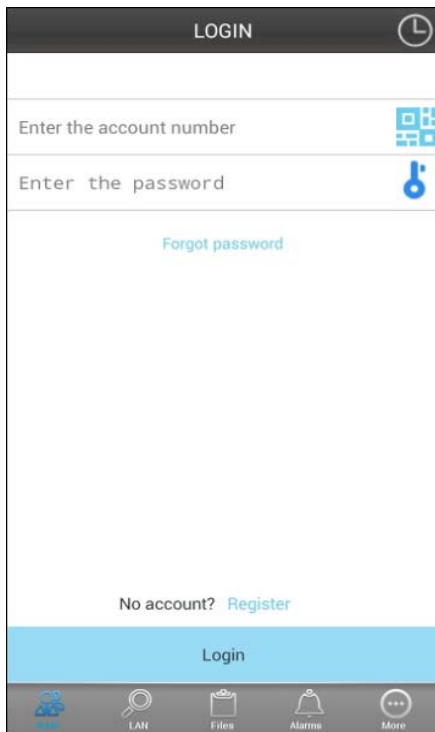 LOGIN
Enter the account number
Enter the password
Forgot password
No account? Register
Login
LAN Files Alarms More